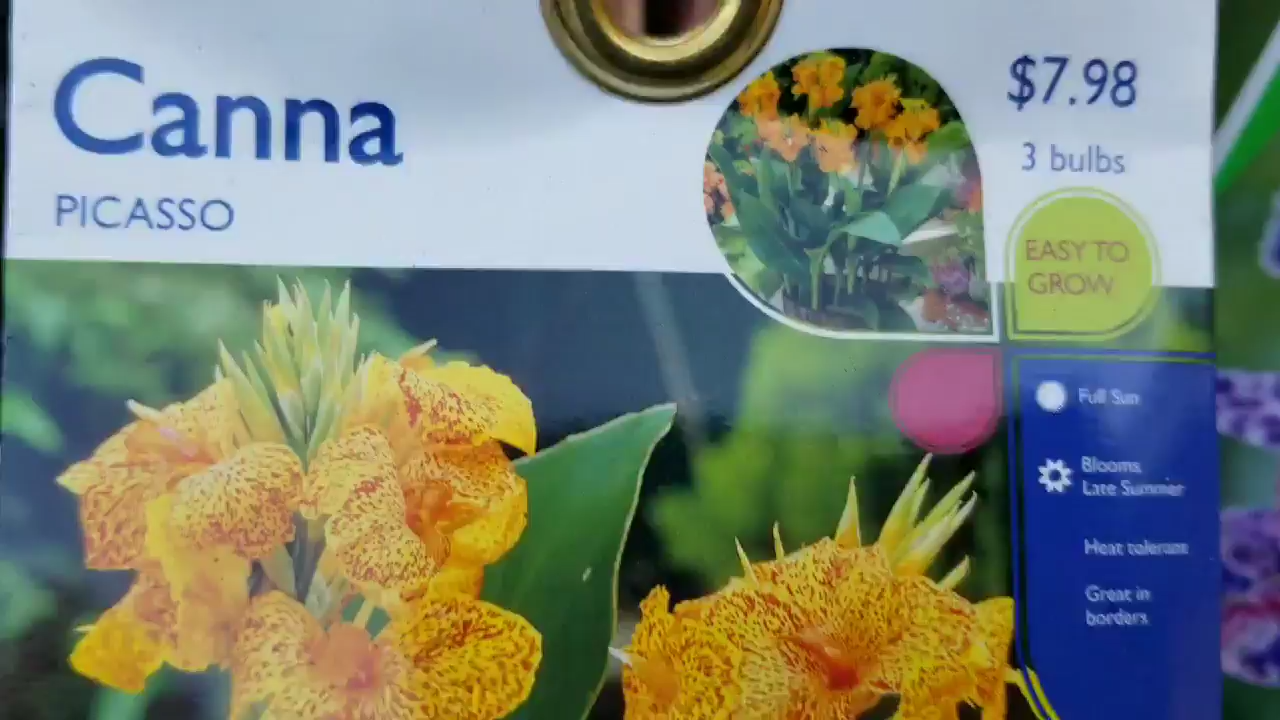 Canna
PICASSO
$7.98
3 bulbs
EASY TO
GROW
Full Sun
Blooms
Late Summer
Heat tolerant
Great in
borders